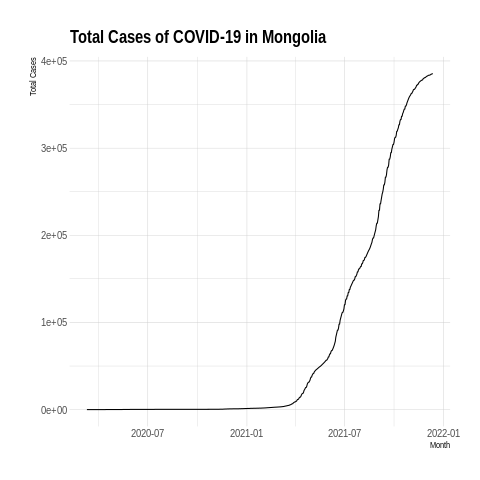 Total Cases of COVID-19 in Mongolia
Total Cases
4e+05
3e+05
2e+05
1e+05
0e+00
2020-07
2021-01
2021-07
2022-01
Month